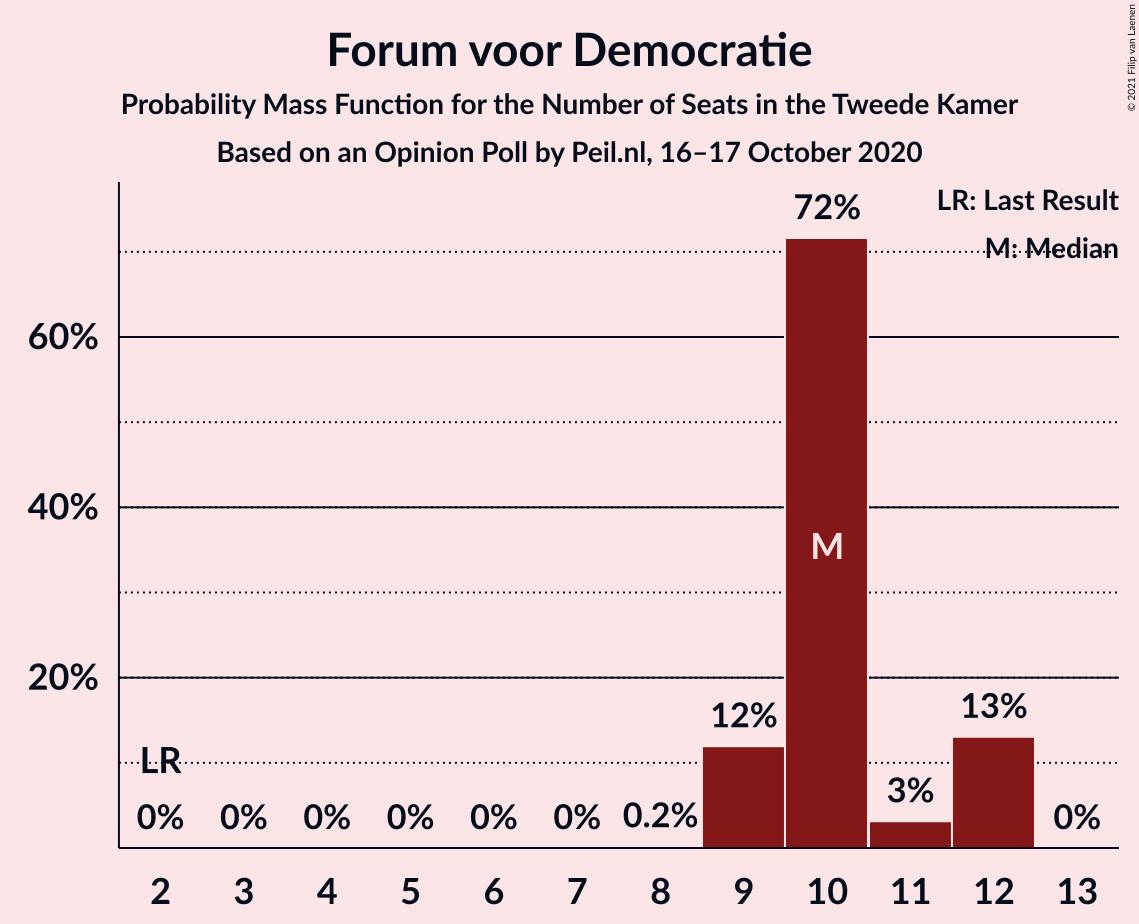 Forum voor Democratie
Probability Mass Function for the Number of Seats in the Tweede Kamer
Based on an Opinion Poll by Peil.nl, 16–17 October 2020
© 2021 Filip van Laenen
LR: Last Result
M: Median
72%
60%
40%
M
20%
12%
13%
LR
3%
0% 0% 0% 0% 0% 0% 0.2% 0%
2 3 4 5 6 7 8 9 10 11 12 13